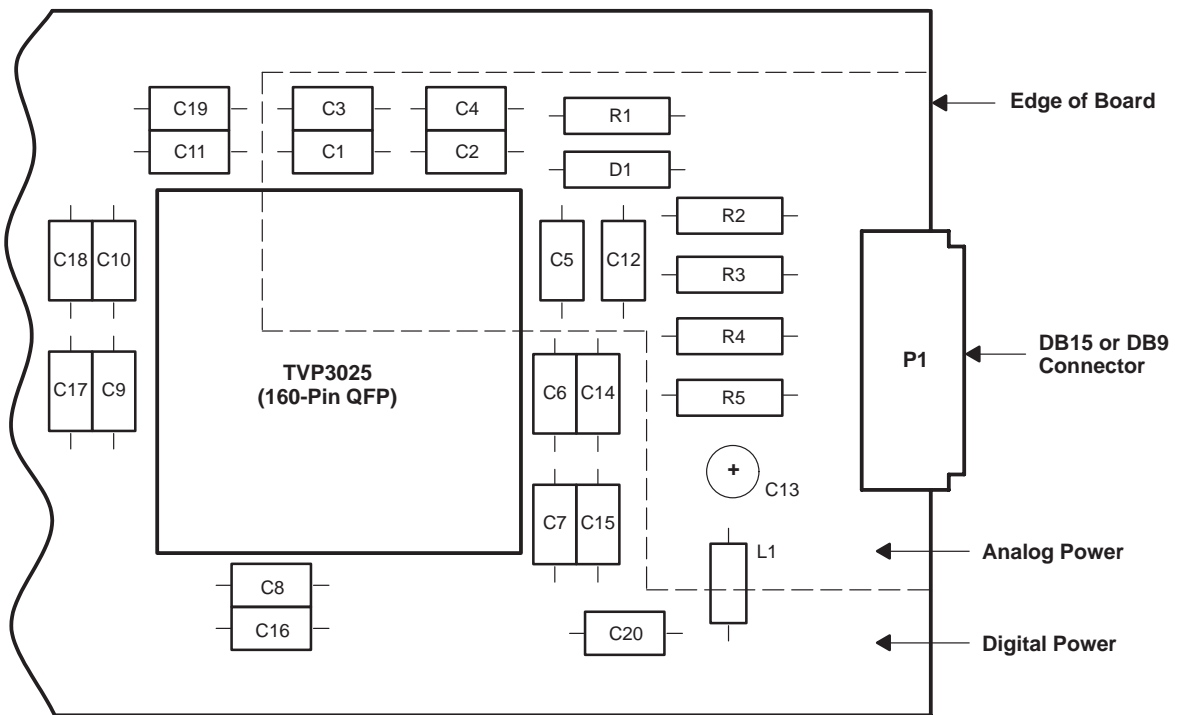 C19 C3 C4 R1
Edge of Board
C11 C1 C2
D1
R2
C18 C10 C5 C12
R3
R4
DB15 or DB9
Connector
P1
TVP3025
(160-Pin QFP)
C17 C9 C6 C14
R5
+
C13
C7 C15
L1
Analog Power
C8
C16
C20
Digital Power